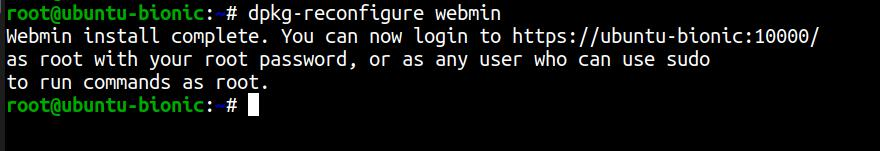 root@ubuntu-bionic:~# dpkg-reconfigure webmin
Webmin install complete. You can now login to https://ubuntu-bionic:10000/
as root with your root password, or as any user who can use sudo
to run commands as root.
root@ubuntu-bionic:~#